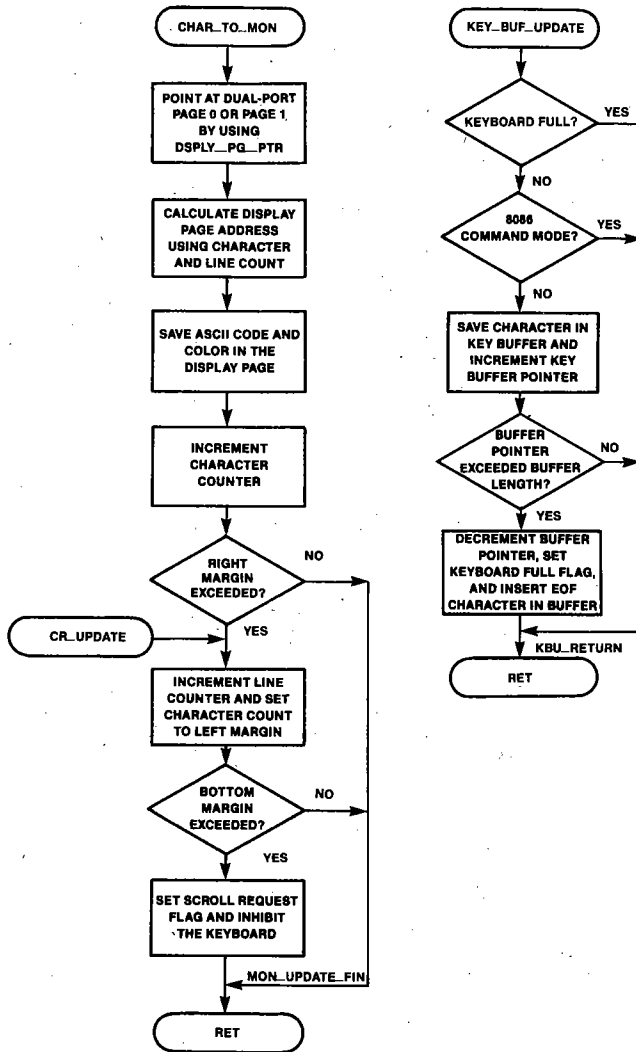 CHAR_TO_MON
POINT AT DUAL-PORT
PAGE 0 OR PAGE 1
BY USING
DSPLY_PG_PTR
CALCULATE DISPLAY
PAGE ADDRESS
USING CHARACTER
AND LINE COUNT
SAVE ASCII CODE AND
COLOR IN THE
DISPLAY PAGE
INCREMENT
CHARACTER
COUNTER
RIGHT
MARGIN
EXCEEDED?
NO
YES
CR_UPDATE
INCREMENT LINE
COUNTER AND SET
CHARACTER COUNT
TO LEFT MARGIN
BOTTOM
MARGIN
EXCEEDED?
NO
YES
SET SCROLL REQUEST
FLAG AND INHIBIT
THE KEYBOARD
MON_UPDATE_FIN
RET
KEY_BUF_UPDATE
KEYBOARD FULL?
YES
NO
8086
COMMAND MODE?
YES
NO
SAVE CHARACTER IN
KEY BUFFER AND
INCREMENT KEY
BUFFER POINTER
BUFFER
POINTER
EXCEEDED BUFFER
LENGTH?
NO
YES
DECREMENT BUFFER
POINTER, SET
KEYBOARD FULL FLAG,
AND INSERT EOF
CHARACTER IN BUFFER
KBU_RETURN
RET